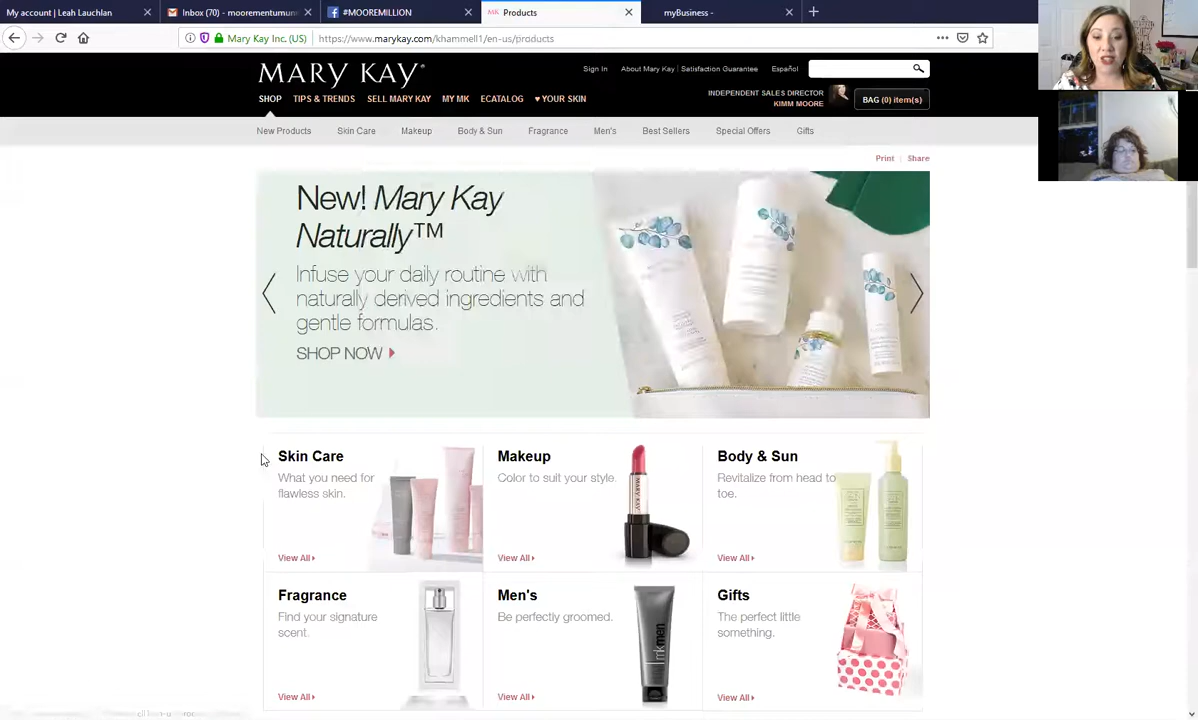 My account | Leah Lauchlan
Inbox (70) - moorementumun
#MOOREMILLION
MK Products
myBusiness -
Mary Kay Inc. (US)
https://www.marykay.com/khammell1/en-us/products
MARY KAY®
Sign In
About Mary Kay | Satisfaction Guarantee
Español
SHOP
TIPS & TRENDS
SELL MARY KAY
MY MK
ECATALOG
♥ YOUR SKIN
INDEPENDENT SALES DIRECTOR
KIMM MOORE
BAG (0) item(s)
New Products
Skin Care
Makeup
Body & Sun
Fragrance
Men's
Best Sellers
Special Offers
Gifts
Print | Share
New! Mary Kay
Naturally™
Infuse your daily routine with
naturally derived ingredients and
gentle formulas.
SHOP NOW
Skin Care
What you need for
flawless skin.
View All
Makeup
Color to suit your style.
MARY KAY
View All
Body & Sun
Revitalize from head to
toe.
View All
Fragrance
Find your signature
scent.
View All
Men's
Be perfectly groomed.
mkmen
View All
Gifts
The perfect little
something.
View All